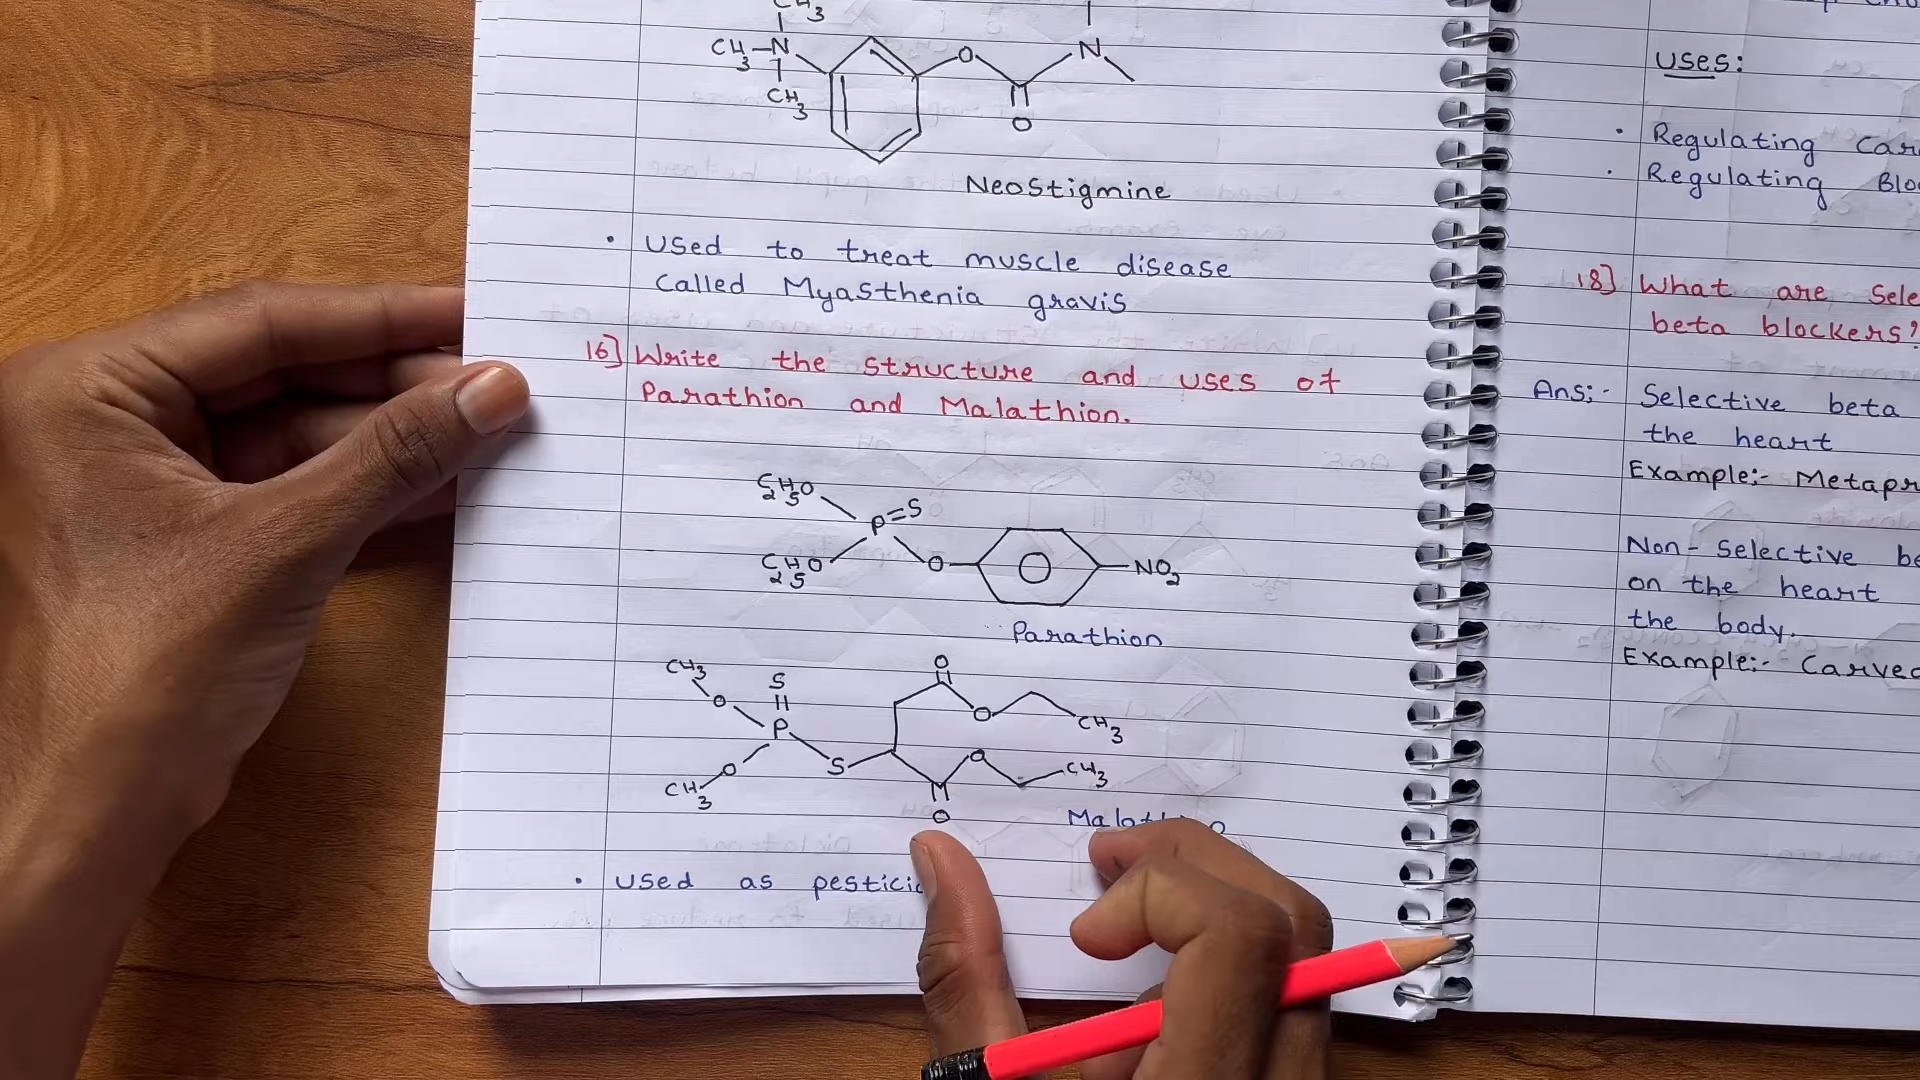 CH3
CH3-N
CH3
O
N
O
Neostigmine
• Used to treat muscle disease
called Myasthenia gravis
16] Write the structure and uses of
Parathion and Malathion.
C2H5O
P=S
C2H5O
O
NO2
Parathion
CH3
S
O
O
P
O
CH3
S
O
CH3
O
CH3
O
CH3
O
• Used as
Uses:
• Regulating
• Regulating
18] What are
beta blockers?
Ans:- Selective beta
the heart
Example:-
Non-Selective
on the heart
the body.
Example:-